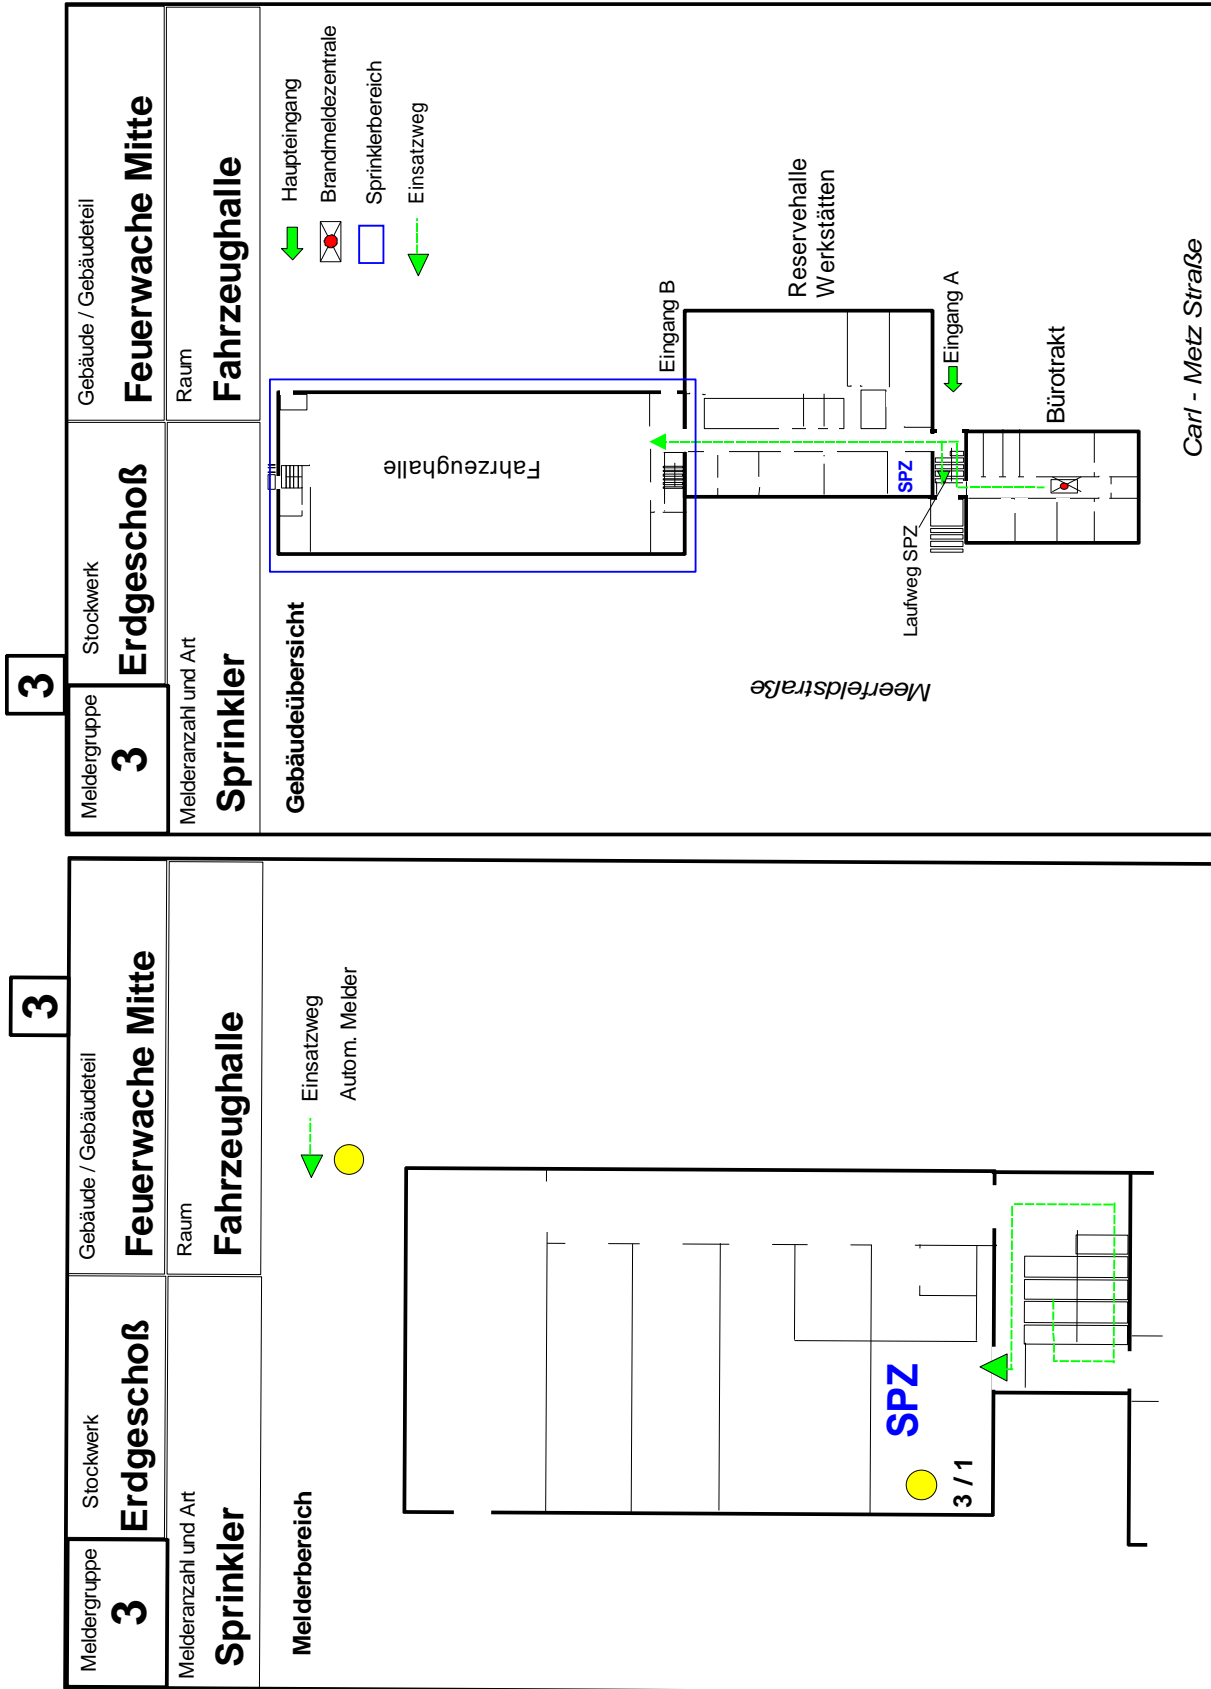 3
Meldergruppe
3
Stockwerk
Erdgeschoß
Gebäude / Gebäudeteil
Feuerwache Mitte
Melderanzahl und Art
Sprinkler
Raum
Fahrzeughalle
Gebäudeübersicht
Haupteingang
Brandmeldezentrale
Sprinklerbereich
Einsatzweg
Fahrzeughalle
Eingang B
Reservehalle
Werkstätten
SPZ
Eingang A
Laufweg SPZ
Bürotrakt
Meerfeldstraße
Carl - Metz Straße
3
Meldergruppe
3
Stockwerk
Erdgeschoß
Gebäude / Gebäudeteil
Feuerwache Mitte
Melderanzahl und Art
Sprinkler
Raum
Fahrzeughalle
Melderbereich
Einsatzweg
Autom. Melder
SPZ
3 / 1